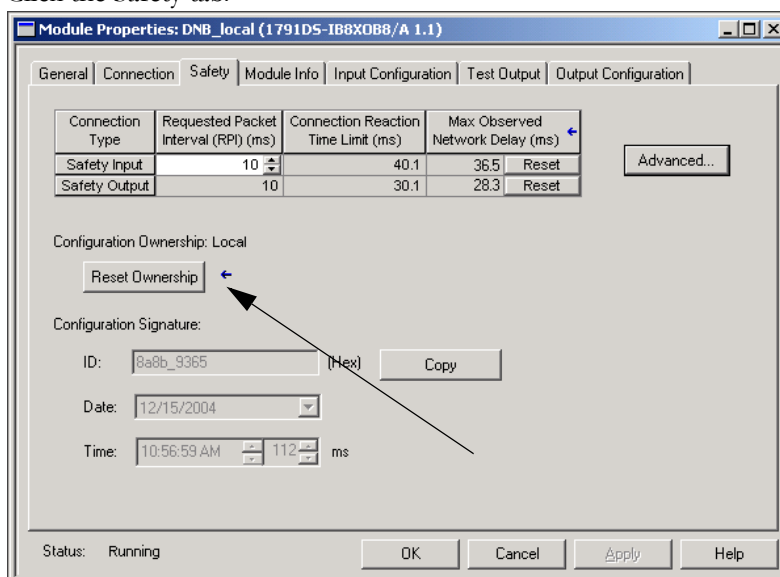 Click the Safety tab.
Module Properties: DNB_local (1791DS-IB8XOB8/A 1.1)
General Connection Safety Module Info Input Configuration Test Output Output Configuration
Connection Type Requested Packet Interval (RPI) (ms) Connection Reaction Time Limit (ms) Max Observed Network Delay (ms)
Safety Input 10 40.1 36.5 Reset
Safety Output 10 30.1 28.3 Reset
Advanced...
Configuration Ownership: Local
Reset Ownership
Configuration Signature:
ID: 8a8b_9365 (Hex) Copy
Date: 12/15/2004
Time: 10:56:59 AM 112 ms
Status: Running OK Cancel Apply Help